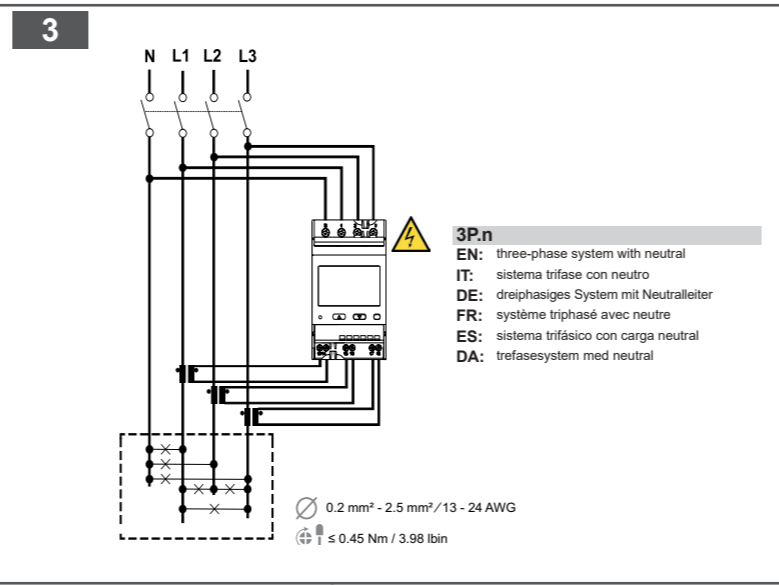 3
N L1 L2 L3
3P.n
EN: three-phase system with neutral
IT: sistema trifase con neutro
DE: dreiphasiges System mit Neutralleiter
FR: système triphasé avec neutre
ES: sistema trifásico con carga neutral
DA: trefasesystem med neutral
0.2 mm² - 2.5 mm²/13 - 24 AWG
≤ 0.45 Nm / 3.98 lbin